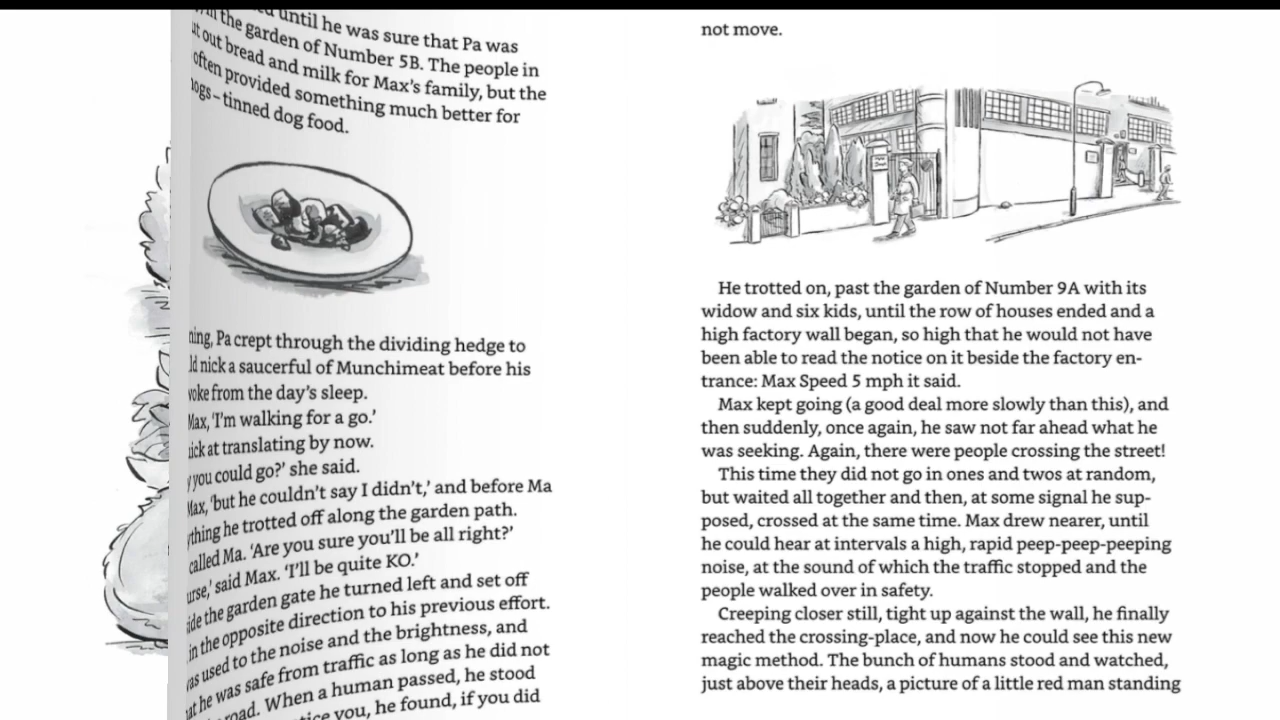 until he was sure that Pa was
the garden of Number 5B. The people in
out bread and milk for Max’s family, but the
often provided something much better for
– tinned dog food.
Pa crept through the dividing hedge to
nick a saucerful of Munchimeat before his
from the day’s sleep.
Max, ‘I’m walking for a go.’
at translating by now.
you could go?’ she said.
Max, ‘but he couldn’t say I didn’t,’ and before Ma
he trotted off along the garden path.
called Ma. ‘Are you sure you’ll be all right?’
said Max. ‘I’ll be quite KO.’
the garden gate he turned left and set off
in the opposite direction to his previous effort.
used to the noise and the brightness, and
he was safe from traffic as long as he did not
road. When a human passed, he stood
you, he found, if you did
not move.
He trotted on, past the garden of Number 9A with its
widow and six kids, until the row of houses ended and a
high factory wall began, so high that he would not have
been able to read the notice on it beside the factory en-
trance: Max Speed 5 mph it said.
Max kept going (a good deal more slowly than this), and
then suddenly, once again, he saw not far ahead what he
was seeking. Again, there were people crossing the street!
This time they did not go in ones and twos at random,
but waited all together and then, at some signal he sup-
posed, crossed at the same time. Max drew nearer, until
he could hear at intervals a high, rapid peep-peep-peeping
noise, at the sound of which the traffic stopped and the
people walked over in safety.
Creeping closer still, tight up against the wall, he finally
reached the crossing-place, and now he could see this new
magic method. The bunch of humans stood and watched,
just above their heads, a picture of a little red man standing